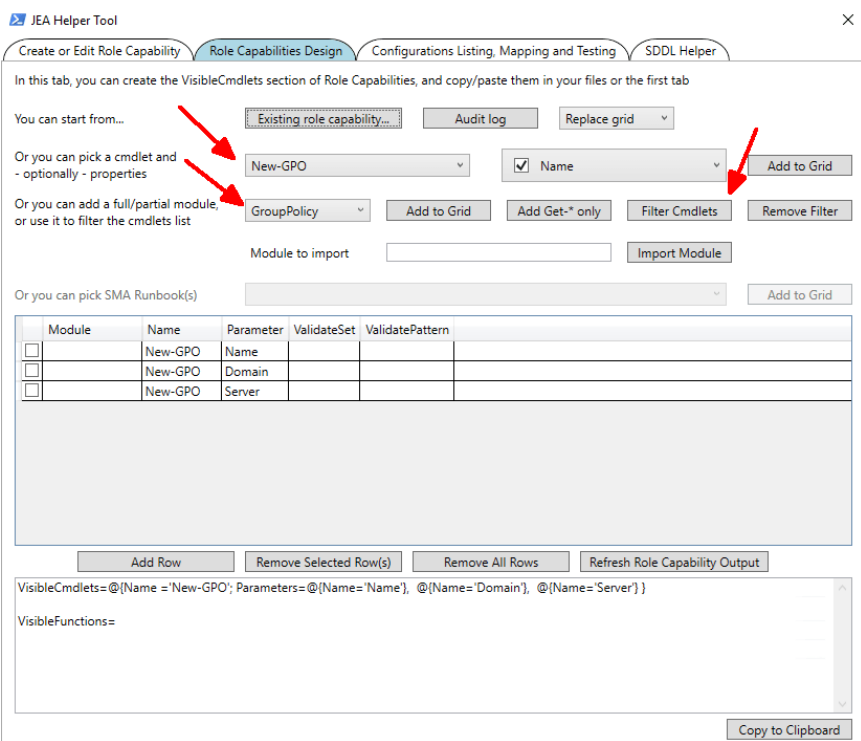 JEA Helper Tool
Create or Edit Role Capability Role Capabilities Design Configurations Listing, Mapping and Testing SDDL Helper
In this tab, you can create the VisibleCmdlets section of Role Capabilities, and copy/paste them in your files or the first tab
You can start from... Existing role capability... Audit log Replace grid
Or you can pick a cmdlet and
- optionally - properties
New-GPO Name Add to Grid
Or you can add a full/partial module,
or use it to filter the cmdlets list
GroupPolicy Add to Grid Add Get-* only Filter Cmdlets Remove Filter
Module to import Import Module
Or you can pick SMA Runbook(s) Add to Grid
Module Name Parameter ValidateSet ValidatePattern
New-GPO Name
New-GPO Domain
New-GPO Server
Add Row Remove Selected Row(s) Remove All Rows Refresh Role Capability Output
VisibleCmdlets=@{Name ='New-GPO'; Parameters=@{Name='Name'}, @{Name='Domain'}, @{Name='Server'} }
VisibleFunctions=
Copy to Clipboard